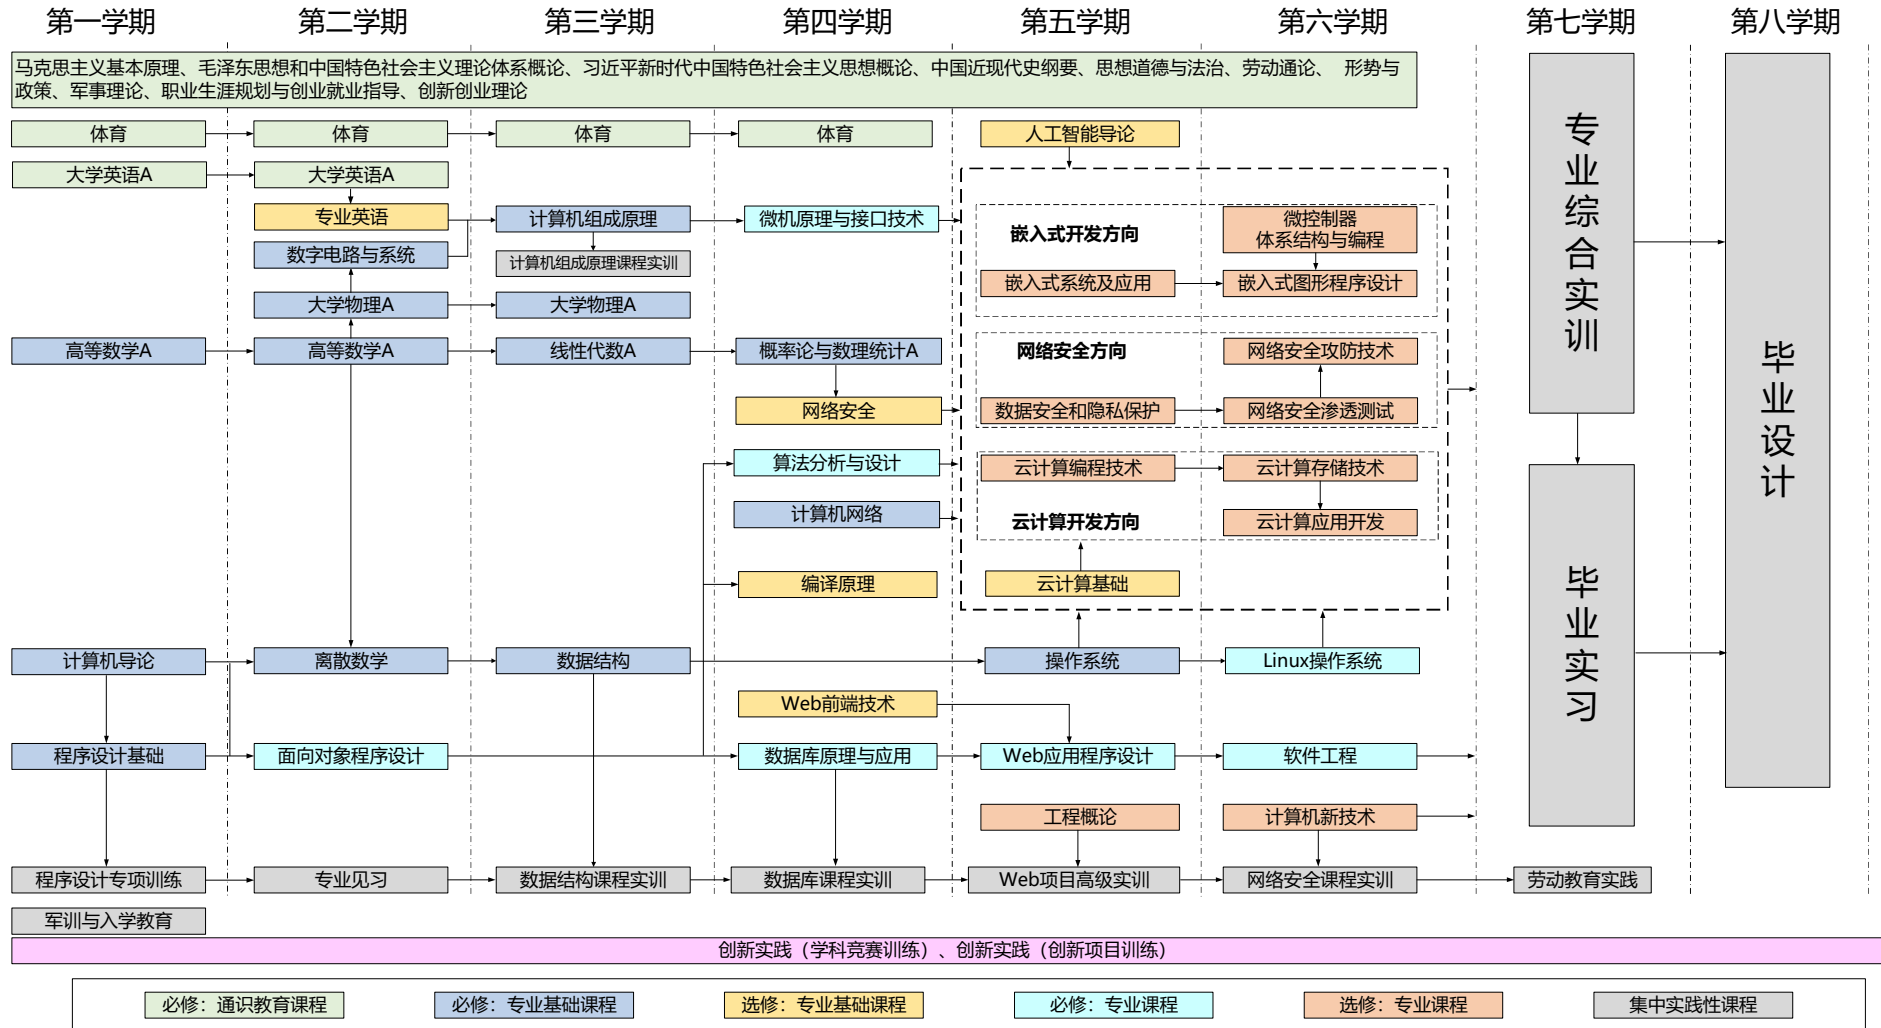 第一学期 第二学期 第三学期 第四学期 第五学期 第六学期 第七学期 第八学期
马克思主义基本原理、毛泽东思想和中国特色社会主义理论体系概论、习近平新时代中国特色社会主义思想概论、中国近现代史纲要、思想道德与法治、劳动通论、 形势与
政策、军事理论、职业生涯规划与创业就业指导、创新创业理论
体育 体育 体育 体育 人工智能导论
大学英语A 大学英语A
专业英语 计算机组成原理 微机原理与接口技术
微控制器
体系结构与编程
嵌入式开发方向
数字电路与系统 计算机组成原理课程实训
嵌入式系统及应用 嵌入式图形程序设计
大学物理A 大学物理A
高等数学A 高等数学A 线性代数A 概率论与数理统计A 网络安全方向 网络安全攻防技术
网络安全 数据安全和隐私保护 网络安全渗透测试
算法分析与设计 云计算编程技术 云计算存储技术
计算机网络 云计算开发方向 云计算应用开发
编译原理 云计算基础
计算机导论 离散数学 数据结构 操作系统 Linux操作系统
Web前端技术
程序设计基础 面向对象程序设计 数据库原理与应用 Web应用程序设计 软件工程
工程概论 计算机新技术
程序设计专项训练 专业见习 数据结构课程实训 数据库课程实训 Web项目高级实训 网络安全课程实训 劳动教育实践
军训与入学教育
专业综合实训
毕业实习
毕业设计
创新实践（学科竞赛训练）、创新实践（创新项目训练）
必修：通识教育课程 必修：专业基础课程 选修：专业基础课程 必修：专业课程 选修：专业课程 集中实践性课程